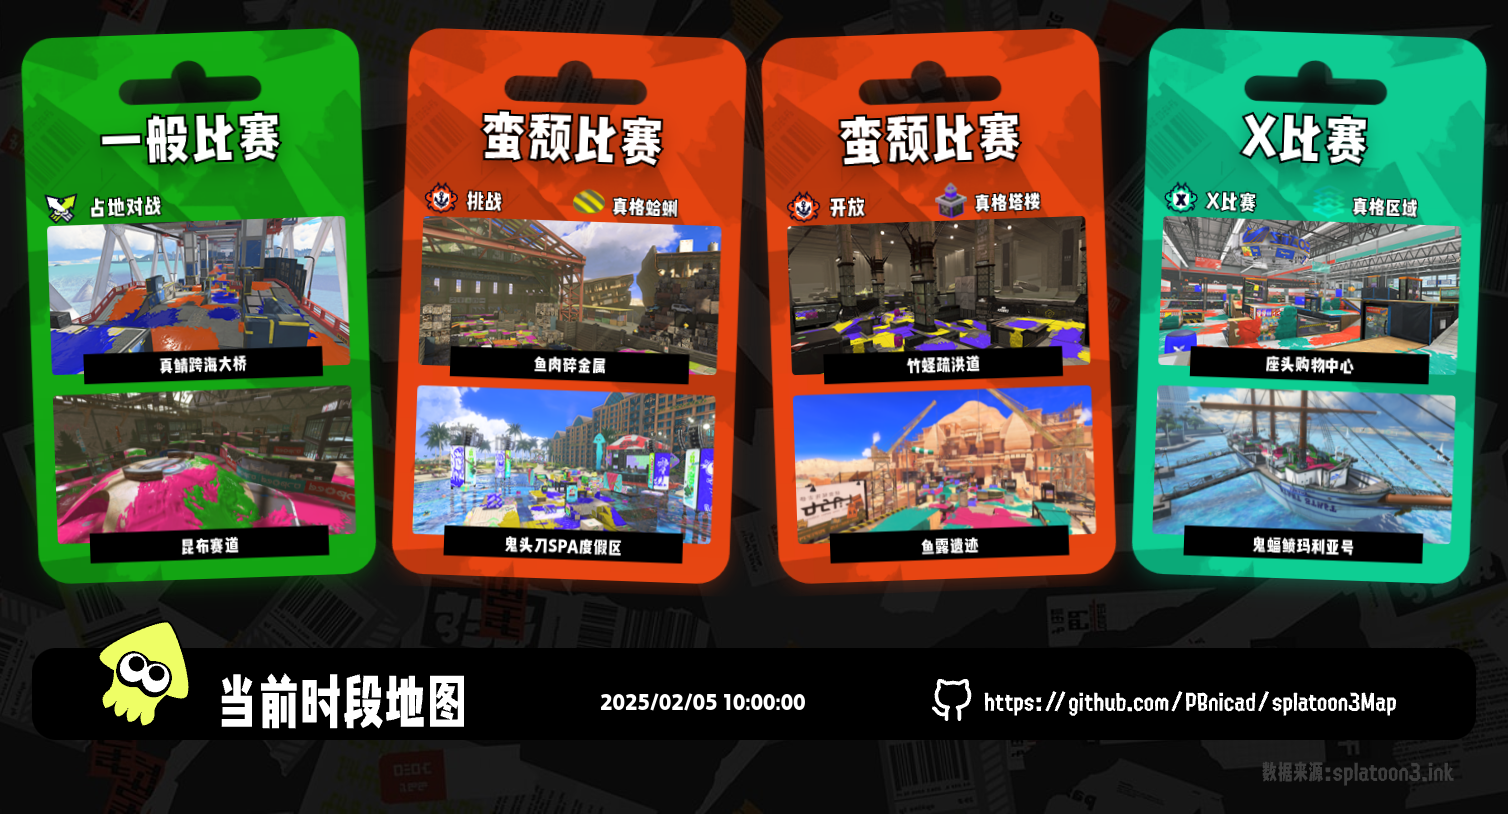 一般比赛
占地对战
真鲭跨海大桥
昆布赛道
蛮颓比赛
挑战
真格蛤蜊
鱼肉碎金属
鬼头刀SPA度假区
蛮颓比赛
开放
真格塔楼
竹蛏疏洪道
鱼露遗迹
X比赛
X比赛
真格区域
座头购物中心
鬼蝠鲼玛利亚号
当前时段地图
2025/02/05 10:00:00
https://github.com/PBnicad/splatoon3Map
数据来源:splatoon3.ink